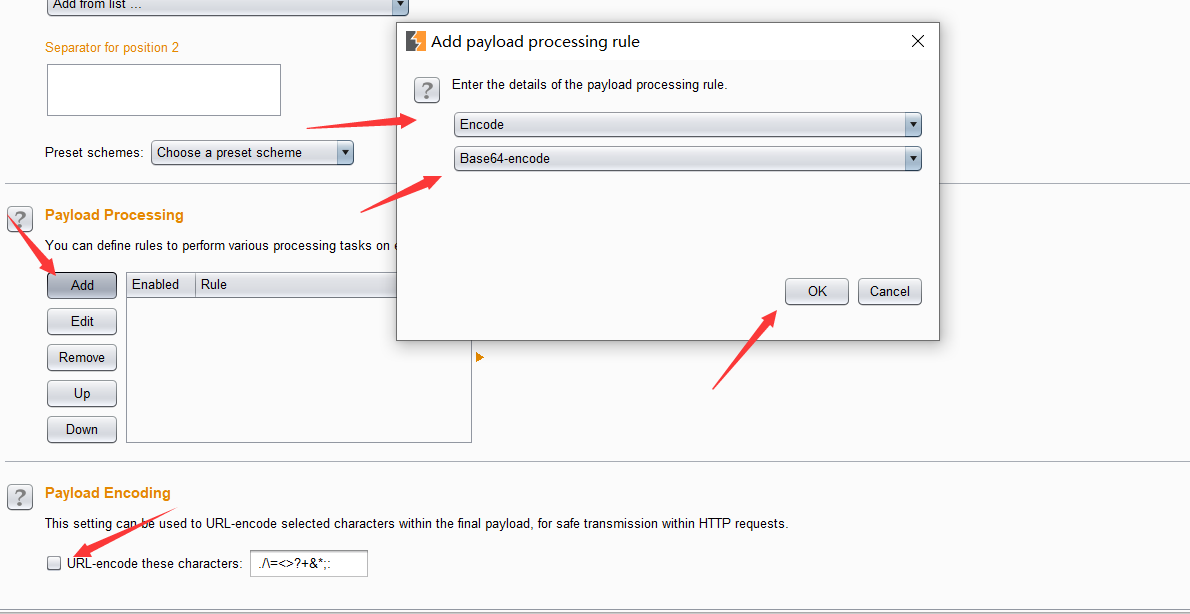 Add from list ...
Separator for position 2
Preset schemes: Choose a preset scheme
Add payload processing rule
Enter the details of the payload processing rule.
Encode
Base64-encode
OK Cancel
Payload Processing
You can define rules to perform various processing tasks on
Add
Edit
Remove
Up
Down
Enabled Rule
Payload Encoding
This setting can be used to URL-encode selected characters within the final payload, for safe transmission within HTTP requests.
URL-encode these characters: ./\=<>?+&*;: